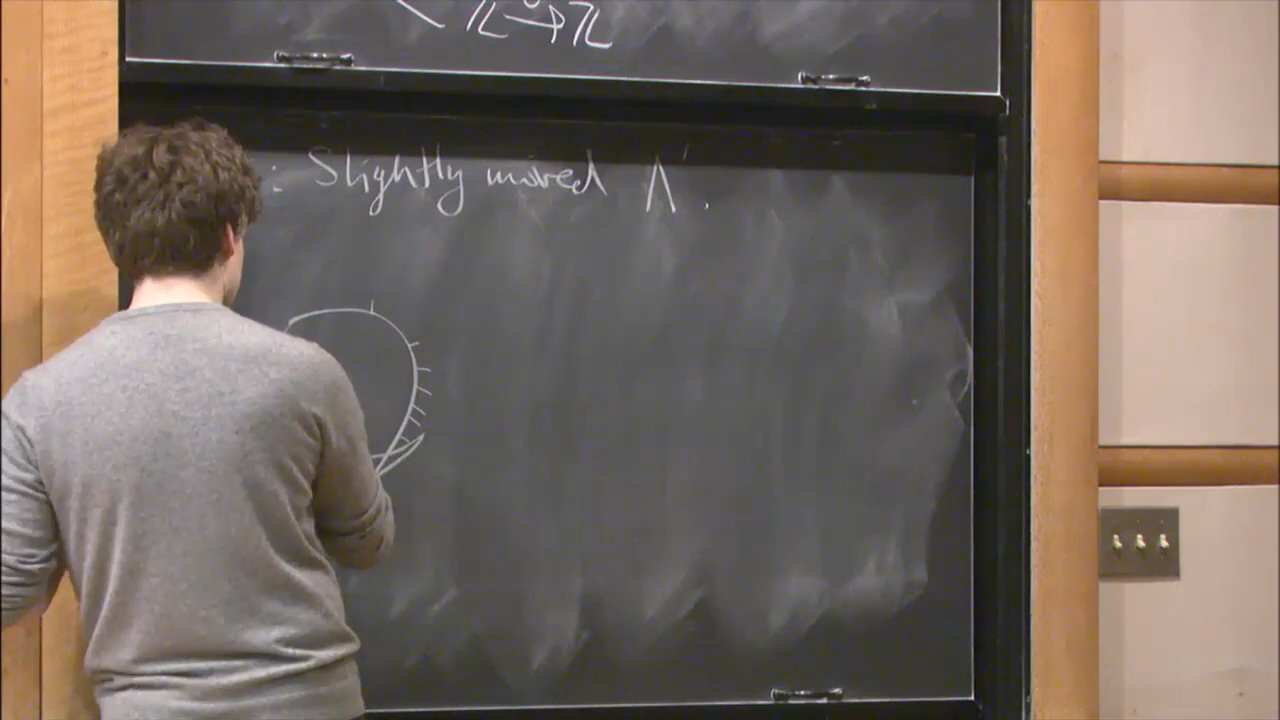 ℤ → ℤ
: Slightly moved Λ'.